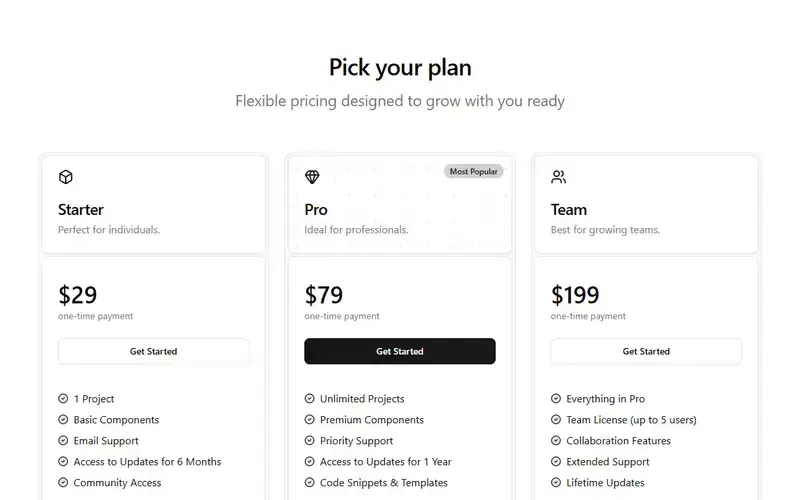 Pick your plan
Flexible pricing designed to grow with you ready
Starter
Perfect for individuals.
$29
one-time payment
Get Started
1 Project
Basic Components
Email Support
Access to Updates for 6 Months
Community Access
Most Popular
Pro
Ideal for professionals.
$79
one-time payment
Get Started
Unlimited Projects
Premium Components
Priority Support
Access to Updates for 1 Year
Code Snippets & Templates
Team
Best for growing teams.
$199
one-time payment
Get Started
Everything in Pro
Team License (up to 5 users)
Collaboration Features
Extended Support
Lifetime Updates